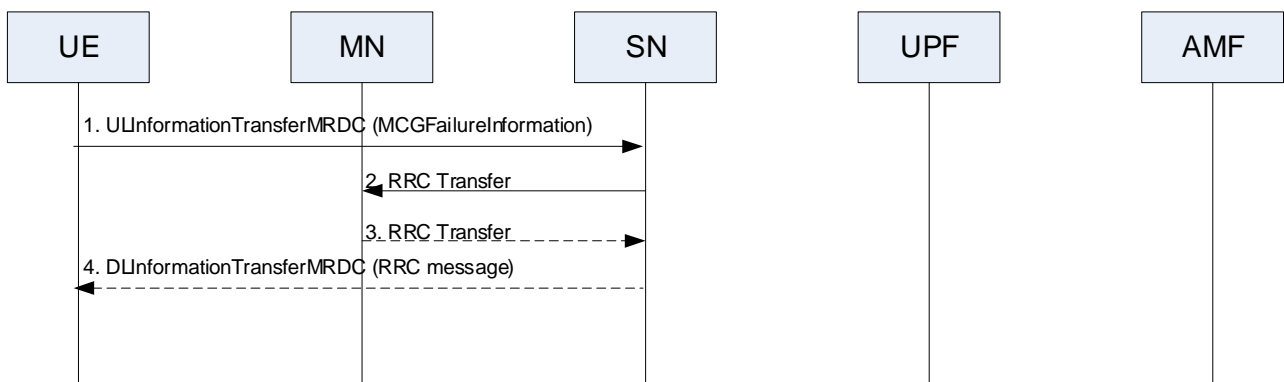 UE MN SN UPF AMF
1. ULInformationTransferMRDC (MCGFailureInformation)
2. RRC Transfer
3. RRC Transfer
4. DLInformationTransferMRDC (RRC message)